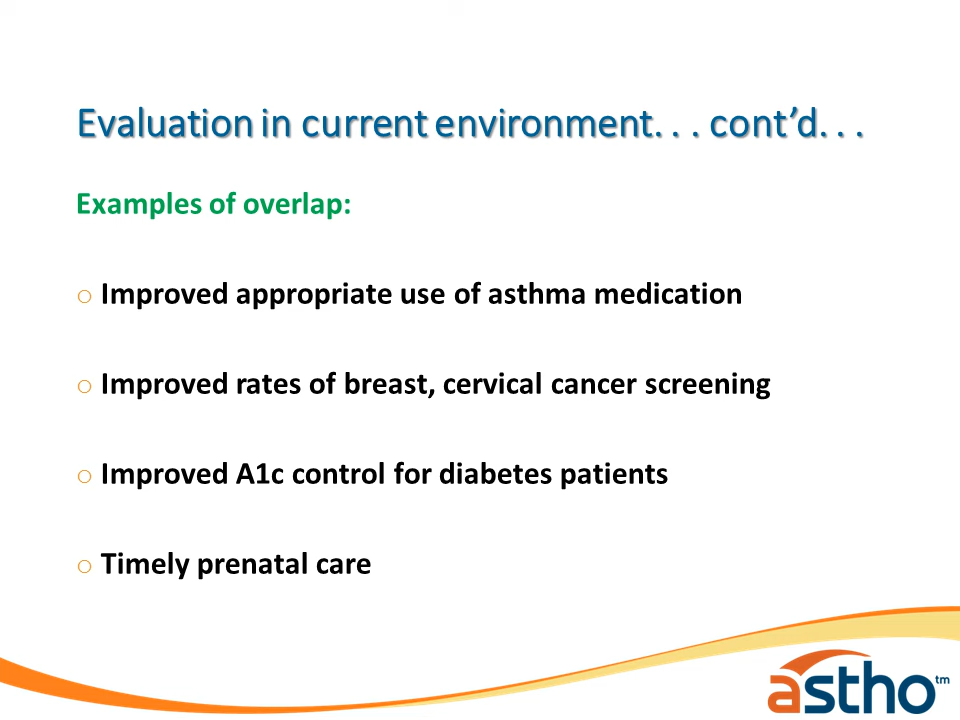 Evaluation in current environment. . . cont’d. . .
Examples of overlap:
o Improved appropriate use of asthma medication
o Improved rates of breast, cervical cancer screening
o Improved A1c control for diabetes patients
o Timely prenatal care
astho tm